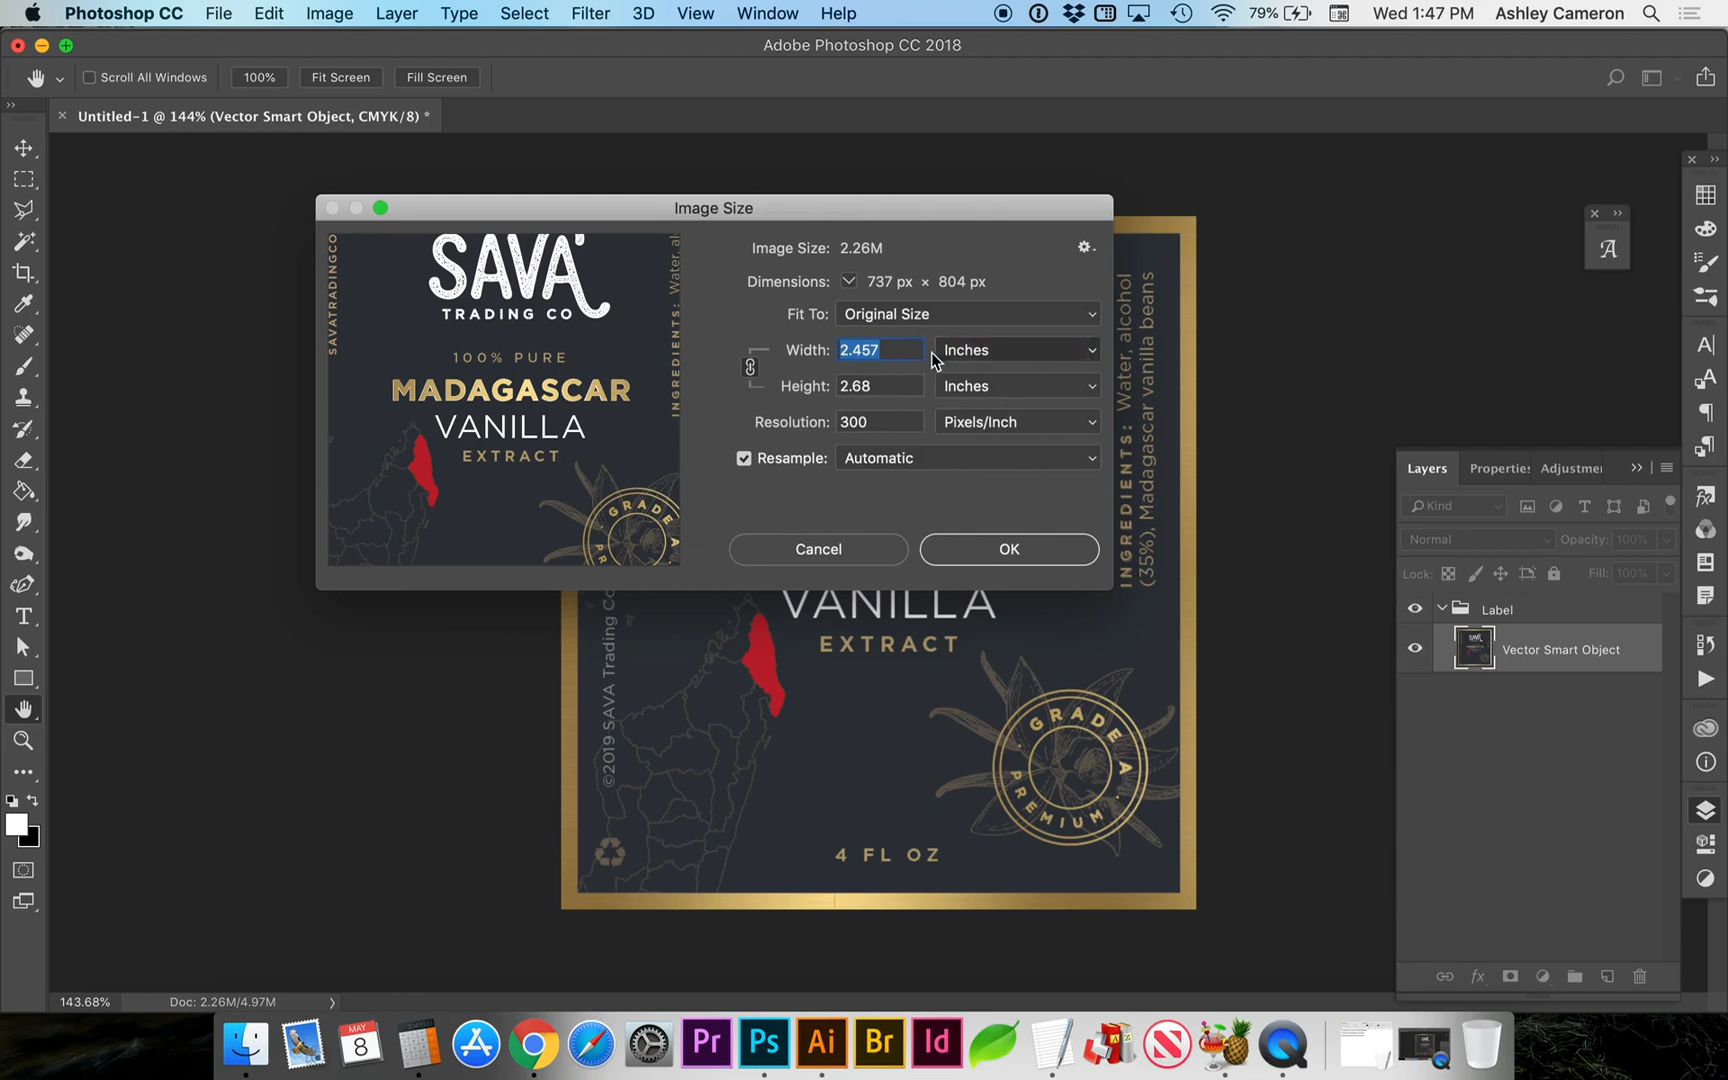 Photoshop CC File Edit Image Layer Type Select Filter 3D View Window Help 79% Wed 1:47 PM Ashley Cameron
Adobe Photoshop CC 2018
Scroll All Windows 100% Fit Screen Fill Screen
Untitled-1 @ 144% (Vector Smart Object, CMYK/8) *
Image Size
Image Size: 2.26M
Dimensions: 737 px × 804 px
Fit To: Original Size
Width: 2.457 Inches
Height: 2.68 Inches
Resolution: 300 Pixels/Inch
Resample: Automatic
Cancel OK
SAVATRADINGCO
SAVA
TRADING CO
100% PURE
MADAGASCAR
VANILLA
EXTRACT
GRADE A
PR
INGREDIENTS: Water, al
INGREDIENTS: Water, alcohol
(35%), Madagascar vanilla beans
VANILLA
EXTRACT
©2019 SAVA Trading Co
GRADE A
PREMIUM
4 FL OZ
Layers Properties Adjustmer
Kind
Normal Opacity: 100%
Lock: Fill: 100%
Label
Vector Smart Object
143.68% Doc: 2.26M/4.97M
MAY
8
Pr Ps Ai Br Id